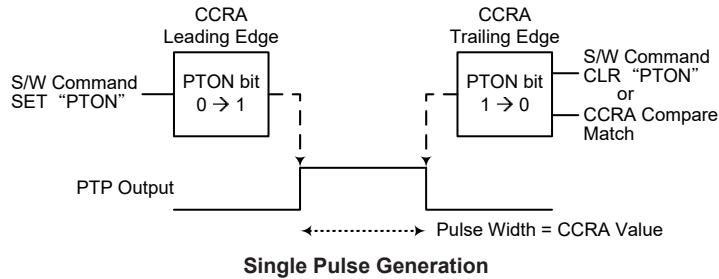 CCRA
Leading Edge
CCRA
Trailing Edge
S/W Command
SET “PTON”
PTON bit
0 → 1
PTON bit
1 → 0
S/W Command
CLR “PTON”
or
CCRA Compare
Match
PTP Output
Pulse Width = CCRA Value
Single Pulse Generation